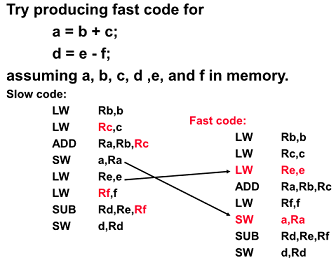 Try producing fast code for
a = b + c;
d = e - f;
assuming a, b, c, d ,e, and f in memory.
Slow code:
LW Rb,b
LW Rc,c
ADD Ra,Rb,Rc
SW a,Ra
LW Re,e
LW Rf,f
SUB Rd,Re,Rf
SW d,Rd
Fast code:
LW Rb,b
LW Rc,c
LW Re,e
ADD Ra,Rb,Rc
LW Rf,f
SW a,Ra
SUB Rd,Re,Rf
SW d,Rd